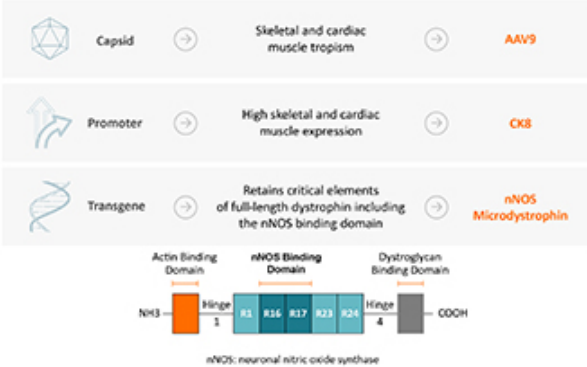 Capsid
Skeletal and cardiac
muscle tropism
AAV9
Promoter
High skeletal and cardiac
muscle expression
CK8
Transgene
Retains critical elements
of full-length dystrophin including
the nNOS binding domain
nNOS
Microdystrophin
Actin Binding
Domain
nNOS Binding
Domain
Dystroglycan
Binding Domain
NH3
Hinge
1
R1 R16 R17 R23 R24
Hinge
4
COOH
nNOS: neuronal nitric oxide synthase